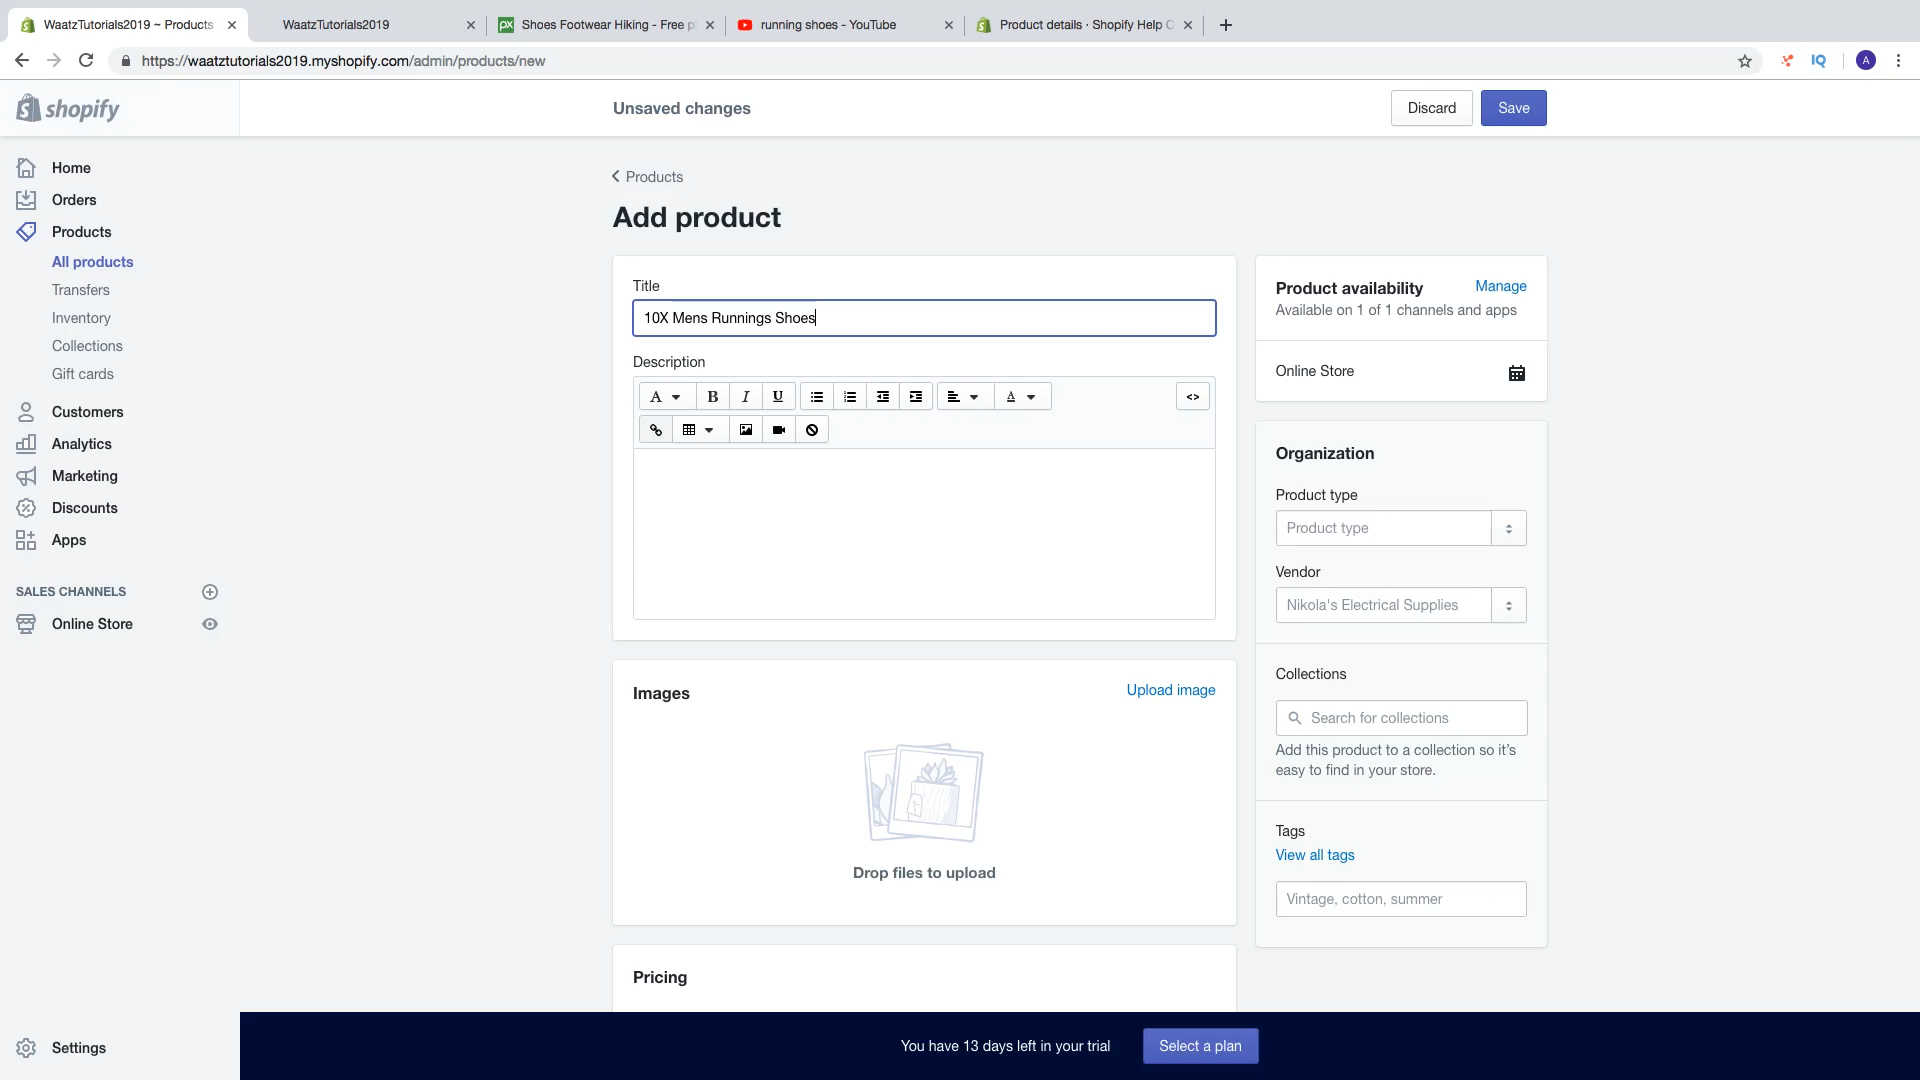 WaatzTutorials2019 ~ Products
WaatzTutorials2019
Shoes Footwear Hiking - Free p
running shoes - YouTube
Product details · Shopify Help C
https://waatztutorials2019.myshopify.com/admin/products/new
IQ
A
shopify
Unsaved changes
Discard
Save
Home
Orders
Products
All products
Transfers
Inventory
Collections
Gift cards
Customers
Analytics
Marketing
Discounts
Apps
SALES CHANNELS
Online Store
Settings
Products
Add product
Title
10X Mens Runnings Shoes
Description
A B I U A <>
Images
Upload image
Drop files to upload
Pricing
Product availability
Manage
Available on 1 of 1 channels and apps
Online Store
Organization
Product type
Product type
Vendor
Nikola's Electrical Supplies
Collections
Search for collections
Add this product to a collection so it's
easy to find in your store.
Tags
View all tags
Vintage, cotton, summer
You have 13 days left in your trial
Select a plan